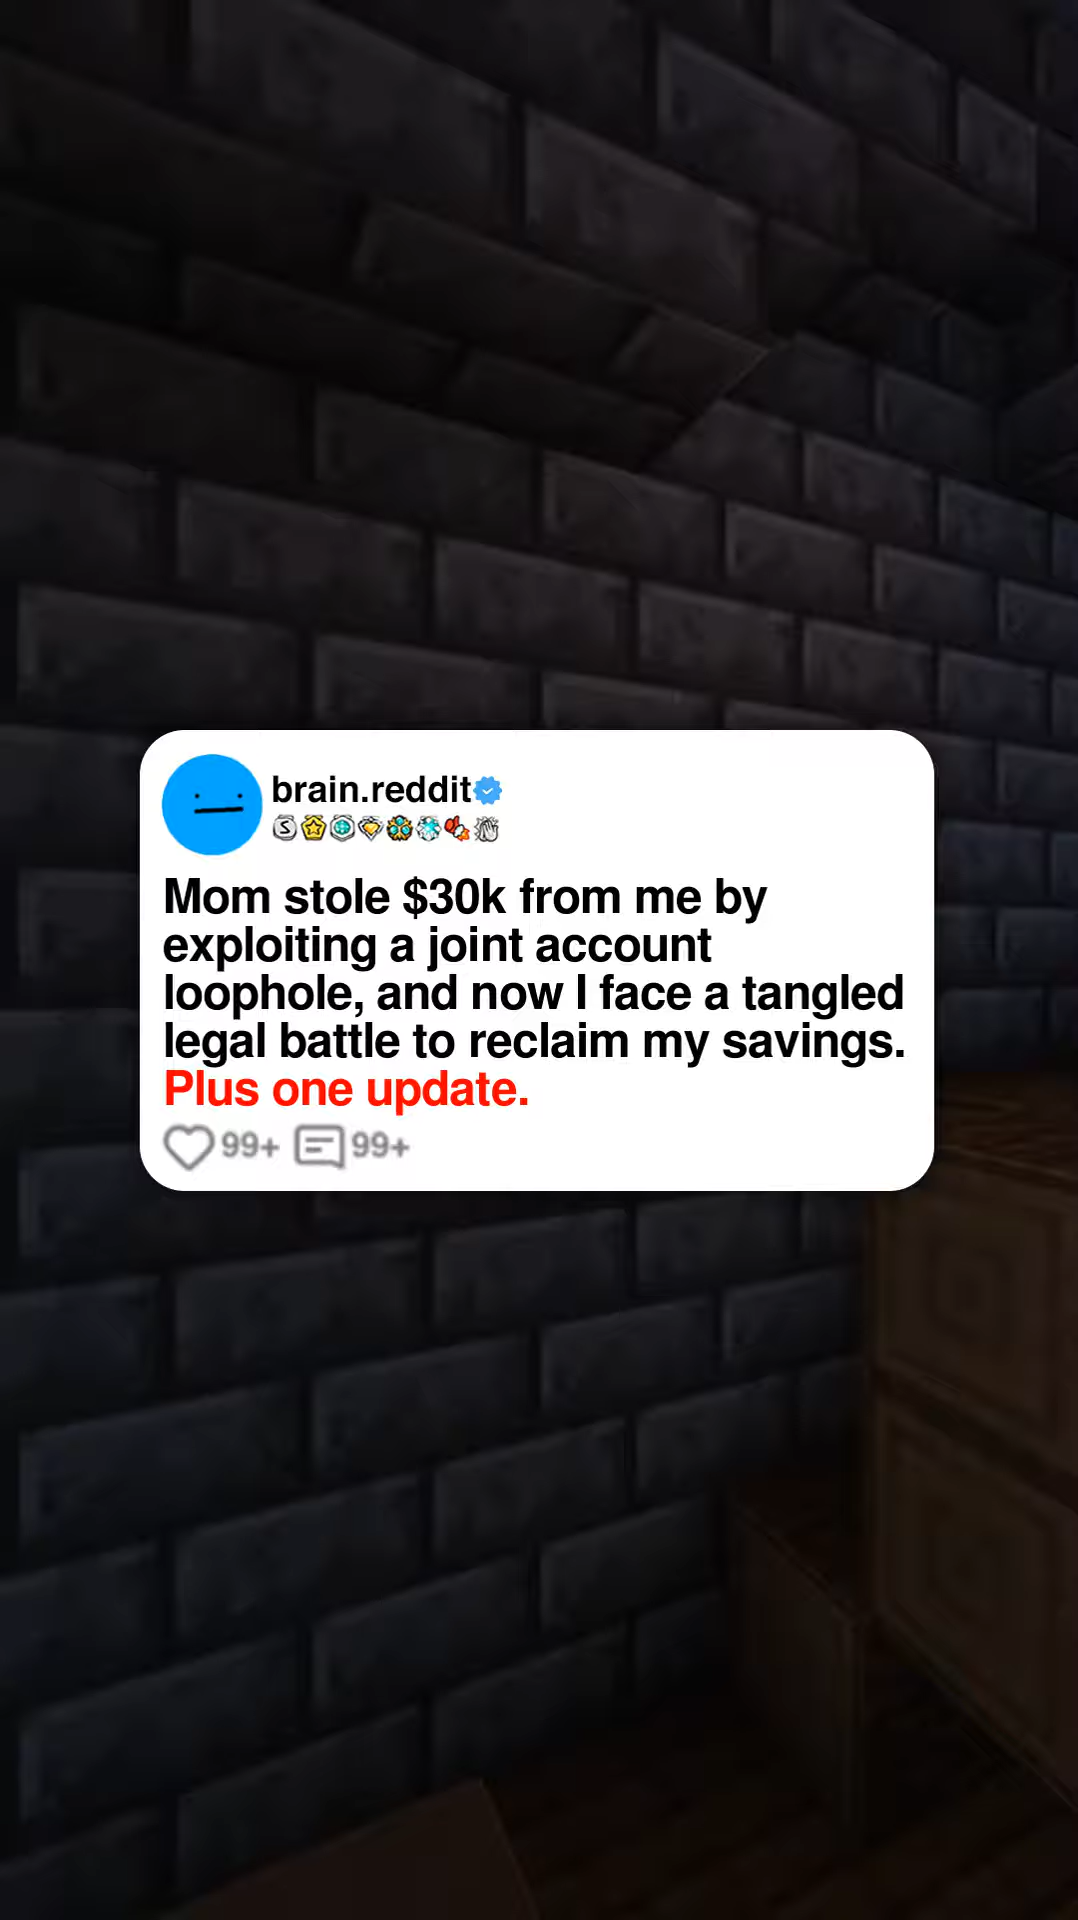 brain.reddit
Mom stole $30k from me by
exploiting a joint account
loophole, and now I face a tangled
legal battle to reclaim my savings.
Plus one update.
99+ 99+